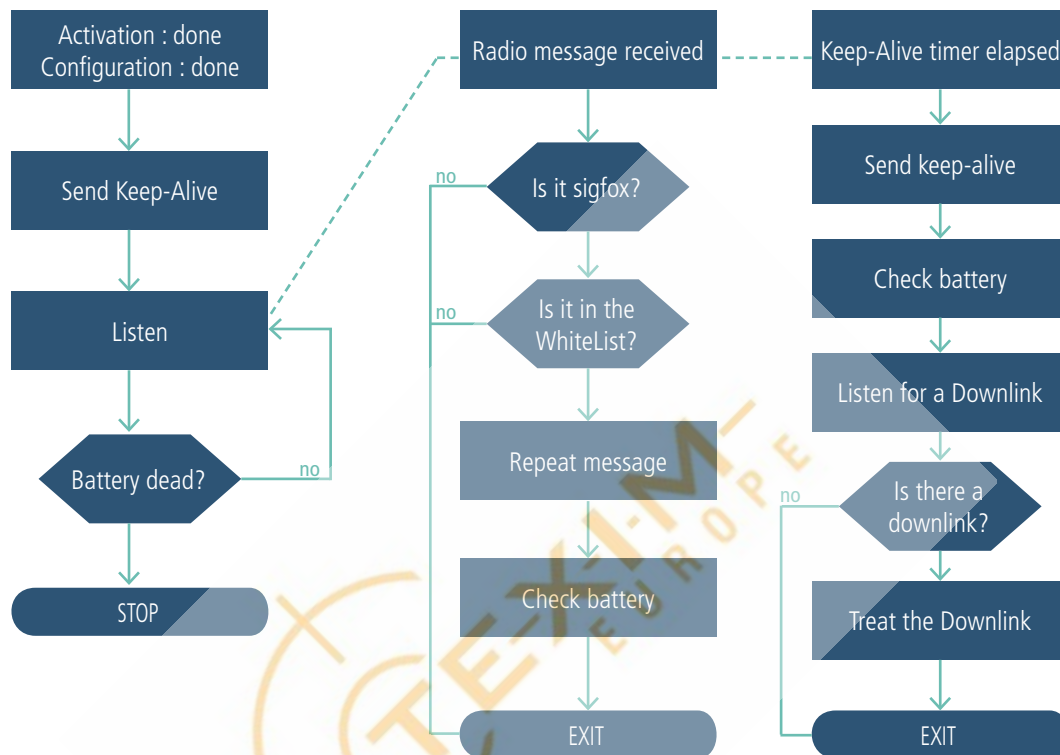 Activation : done
Configuration : done
Send Keep-Alive
Listen
Battery dead?
no
STOP
Radio message received
Is it sigfox?
no
Is it in the
WhiteList?
no
Repeat message
Check battery
EXIT
Keep-Alive timer elapsed
Send keep-alive
Check battery
Listen for a Downlink
Is there a
downlink?
no
Treat the Downlink
EXIT
TEXIM
EUROPE